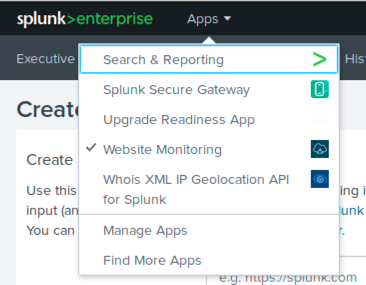 splunk>enterprise Apps
Executive
Search & Reporting
Splunk Secure Gateway
Upgrade Readiness App
Website Monitoring
Whois XML IP Geolocation API
for Splunk
Manage Apps
Find More Apps
His
Create
Create
Use this
input (an
You can
ing i
lunk
r.
e.g. https://splunk.com